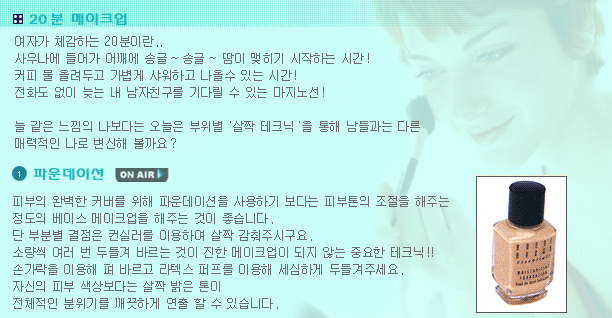 20분 메이크업
여자가 체감하는 20분이란..
사우나에 들어가 어깨에 송글~송글~ 땀이 맺히기 시작하는 시간!
커피 물 올려두고 가볍게 샤워하고 나올수 있는 시간!
전화도 없이 늦는 내 남자친구를 기다릴 수 있는 마지노선!
늘 같은 느낌의 나보다는 오늘은 부위별 '살짝 테크닉'을 통해 남들과는 다른
매력적인 나로 변신해 볼까요?
1 파운데이션 ON AIR
피부의 완벽한 커버를 위해 파운데이션을 사용하기 보다는 피부톤의 조절을 해주는
정도의 베이스 메이크업을 해주는 것이 좋습니다.
단 부분별 결점은 컨실러를 이용하여 살짝 감춰주시구요.
소량씩 여러 번 두들겨 바르는 것이 진한 메이크업이 되지 않는 중요한 테크닉!!
손가락을 이용해 펴 바르고 라텍스 퍼프를 이용해 세심하게 두들겨주세요.
자신의 피부 색상보다는 살짝 밝은 톤이
전체적인 분위기를 깨끗하게 연출 할 수 있습니다.